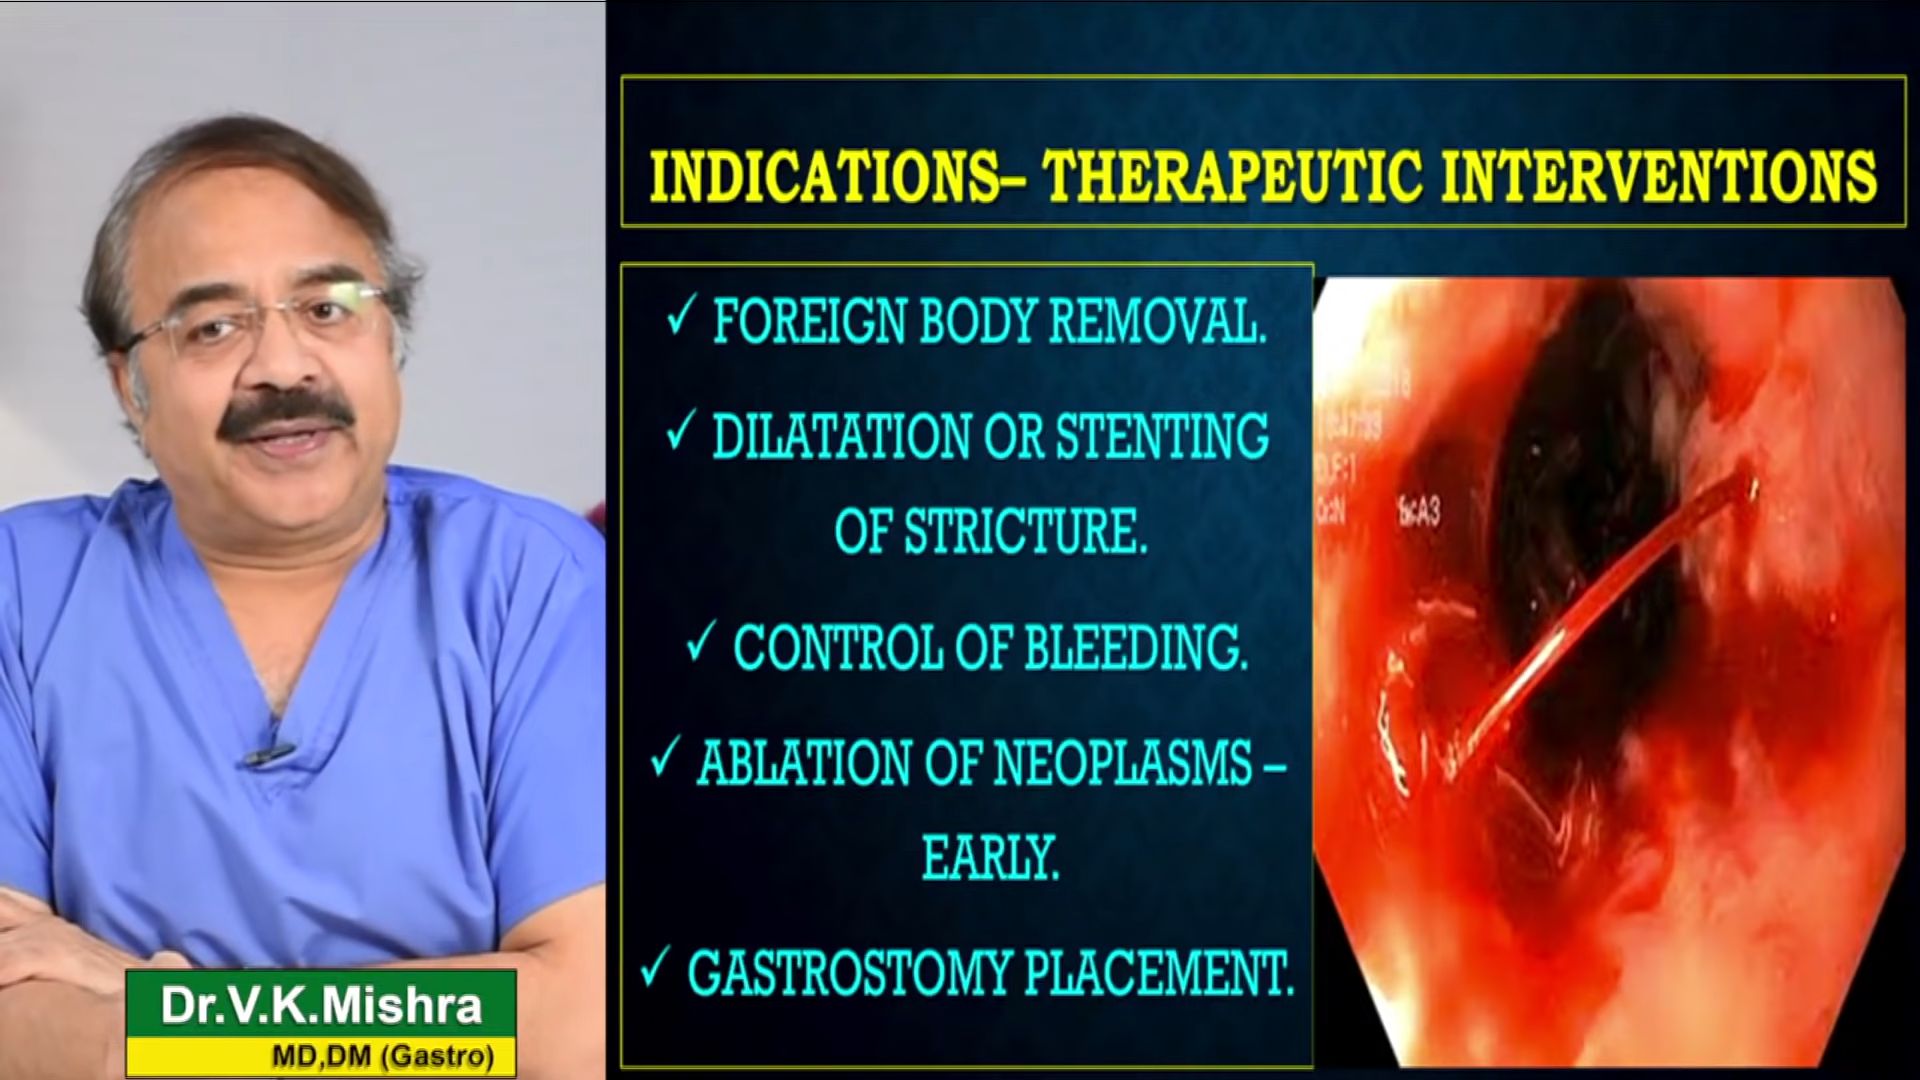 INDICATIONS– THERAPEUTIC INTERVENTIONS
✓ FOREIGN BODY REMOVAL.
✓ DILATATION OR STENTING
OF STRICTURE.
✓ CONTROL OF BLEEDING.
✓ ABLATION OF NEOPLASMS –
EARLY.
✓ GASTROSTOMY PLACEMENT.
Dr.V.K.Mishra
MD,DM (Gastro)